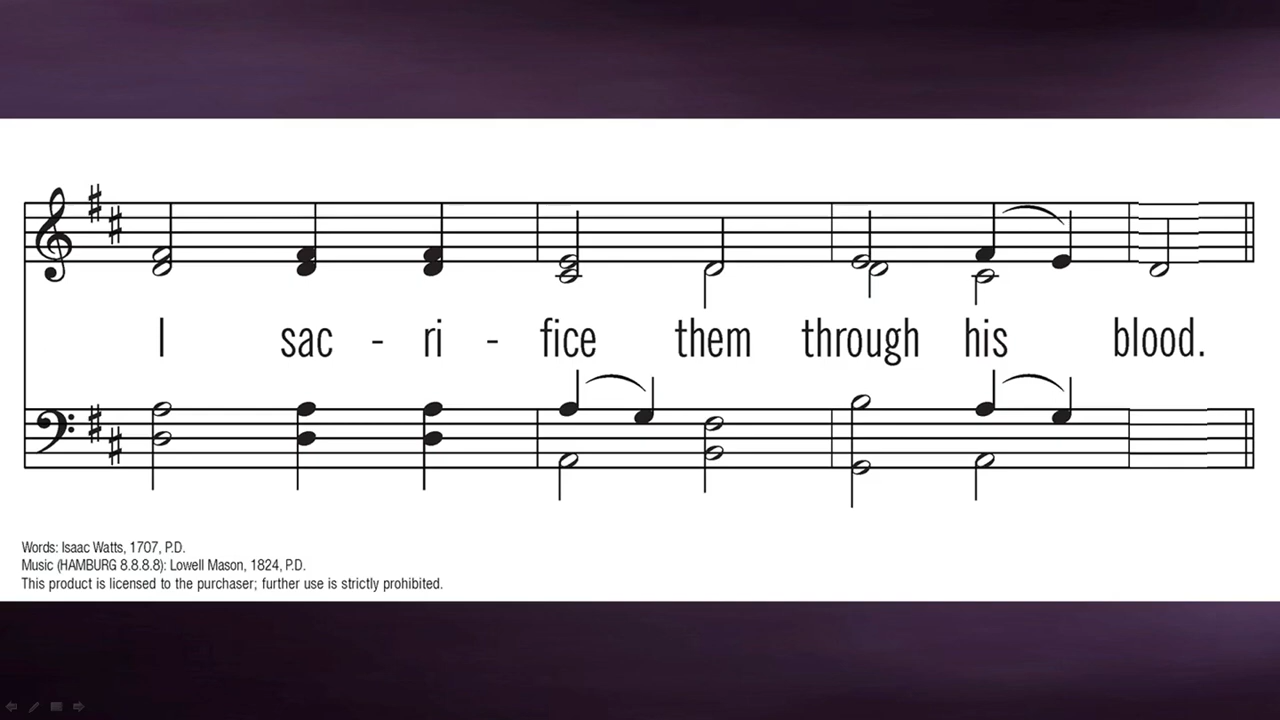 I sac - ri - fice them through his blood.
Words: Isaac Watts, 1707, P.D.
Music (HAMBURG 8.8.8.8): Lowell Mason, 1824, P.D.
This product is licensed to the purchaser; further use is strictly prohibited.